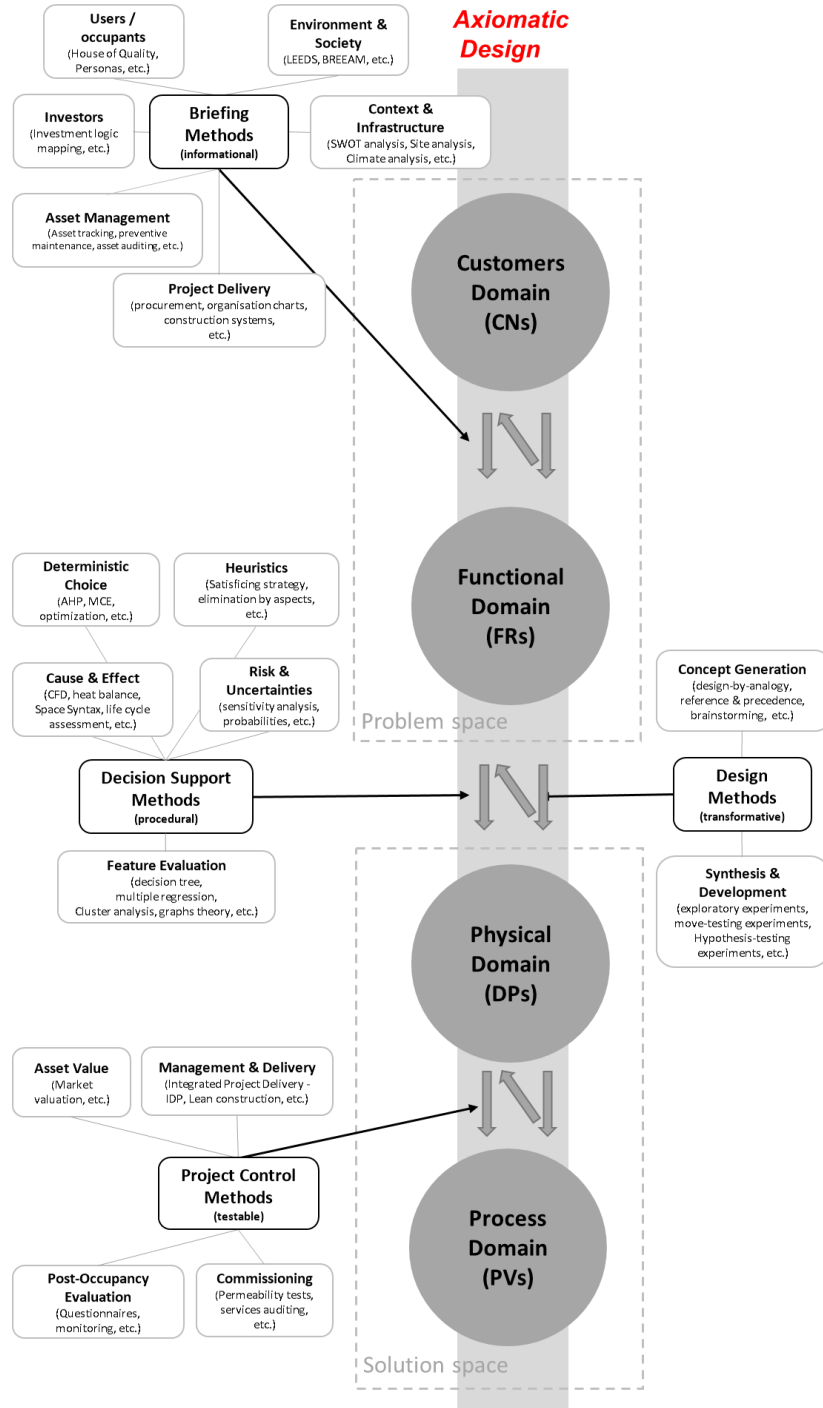 Axiomatic
Design
Users /
occupants
(House of Quality,
Personas, etc.)
Environment &
Society
(LEEDS, BREEAM, etc.)
Investors
(Investment logic
mapping, etc.)
Briefing
Methods
(informational)
Context &
Infrastructure
(SWOT analysis, Site analysis,
Climate analysis, etc.)
Asset Management
(Asset tracking, preventive
maintenance, asset auditing, etc.)
Project Delivery
(procurement, organisation charts,
construction systems,
etc.)
Customers
Domain
(CNs)
Functional
Domain
(FRs)
Problem space
Deterministic
Choice
(AHP, MCE,
optimization, etc.)
Heuristics
(Satisficing strategy,
elimination by aspects,
etc.)
Cause & Effect
(CFD, heat balance,
Space Syntax, life cycle
assessment, etc.)
Risk &
Uncertainties
(sensitivity analysis,
probabilities, etc.)
Decision Support
Methods
(procedural)
Feature Evaluation
(decision tree,
multiple regression,
Cluster analysis, graphs theory, etc.)
Concept Generation
(design-by-analogy,
reference & precedence,
brainstorming, etc.)
Design
Methods
(transformative)
Synthesis &
Development
(exploratory experiments,
move-testing experiments,
Hypothesis-testing
experiments, etc.)
Physical
Domain
(DPs)
Asset Value
(Market
valuation, etc.)
Management & Delivery
(Integrated Project Delivery -
IDP, Lean construction, etc.)
Project Control
Methods
(testable)
Post-Occupancy
Evaluation
(Questionnaires,
monitoring, etc.)
Commissioning
(Permeability tests,
services auditing,
etc.)
Process
Domain
(PVs)
Solution space